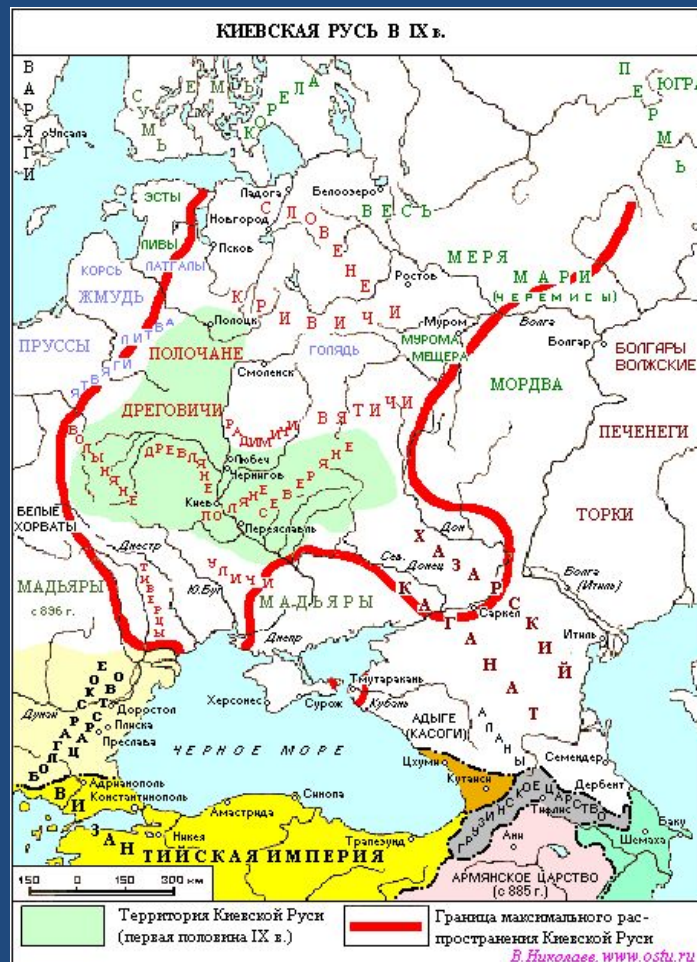 КИЕВСКАЯ РУСЬ В IX в.
ВАРЯГИ
СУМЬ
ЕМЬ
КОРЕЛА
ПЕРМЬ
ЮГРА
Упсала
Ладога
Белоозеро
ЭСТЫ
Новгород
СЛОВЕНЕ
ВЕСЬ
ЛИВЫ
Псков
КОРСЬ
ЛАТГАЛЫ
Ростов
МЕРЯ
МАРИ
(ЧЕРЕМИСЫ)
ЖМУДЬ
КРИВИЧИ
Полоцк
Муром
Волга
Болгар
ПРУССЫ
ЛИТВА
ПОЛОЧАНЕ
ГОЛЯДЬ
МУРОМА
МЕЩЕРА
БОЛГАРЫ
ВОЛЖСКИЕ
ЯТВЯГИ
Смоленск
МОРДВА
ДРЕГОВИЧИ
РАДИМИЧИ
ВЯТИЧИ
ПЕЧЕНЕГИ
ВОЛЫНЯНЕ
ДРЕВЛЯНЕ
Любеч
Чернигов
СЕВЕРЯНЕ
Киево
ПОЛЯНЕ
Переяславль
БЕЛЫЕ
ХОРВАТЫ
Дон
ТОРКИ
Днестр
Сев.
Донец
ХАЗАРСКИЙ
КАГАНАТ
Волга
(Итиль)
МАДЬЯРЫ
с 896 г.
ТИВЕРЦЫ
УЛИЧИ
Ю.Буг
МАДЬЯРЫ
Саркел
Итиль
Днепр
Тмутаракань
Херсонес
Сурож
Кубань
Дунай
Доростол
Плиска
Преслава
БОЛГАРСКОЕ
АДЫГЕ
(КАСОГИ)
АЛАНЫ
ЧЕРНОЕ МОРЕ
Цхуми
Семендер
Кутаиси
Дербент
Адрианополь
Константинополь
Синопа
Амастрида
ГРУЗИНСКОЕ ЦАРСТВО
Тифлис
Баку
Шемаха
Никея
Трапезунд
Ани
ВИЗАНТИЙСКАЯ ИМПЕРИЯ
АРМЯНСКОЕ ЦАРСТВО
(с 885 г.)
150 0 150 300 км
Территория Киевской Руси
(первая половина IX в.)
Граница максимального рас-
пространения Киевской Руси
В.Николаев, www.ostu.ru